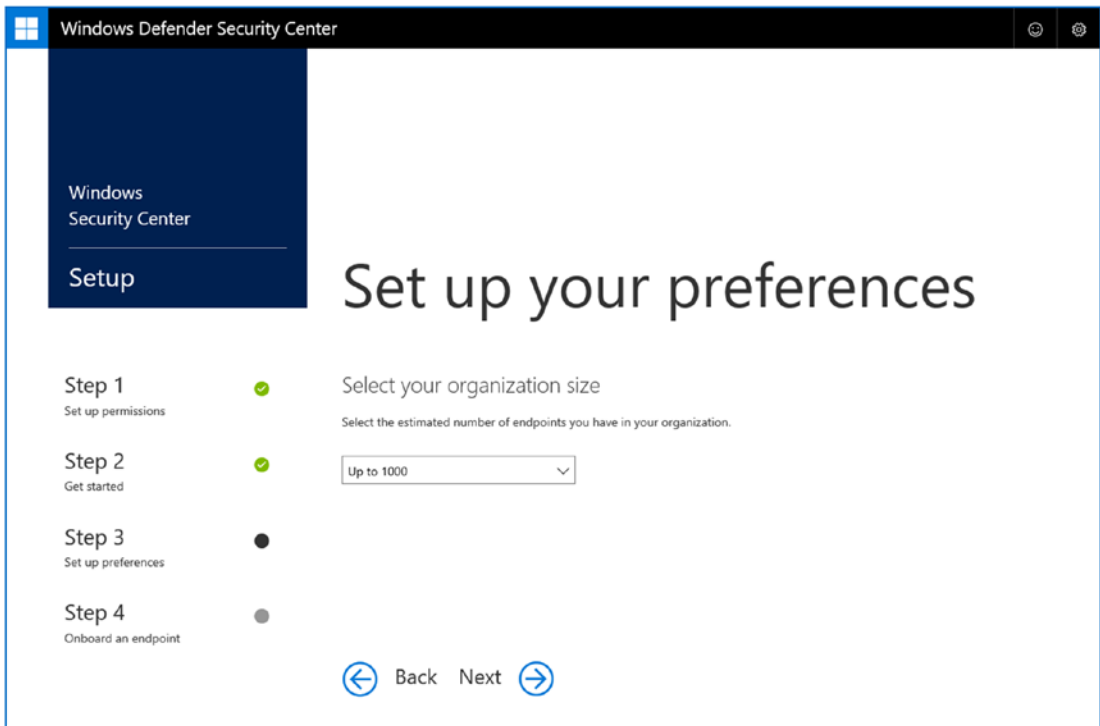 Windows Defender Security Center
Windows
Security Center
Setup
Set up your preferences
Step 1
Set up permissions
Step 2
Get started
Step 3
Set up preferences
Step 4
Onboard an endpoint
Select your organization size
Select the estimated number of endpoints you have in your organization.
Up to 1000
Back Next